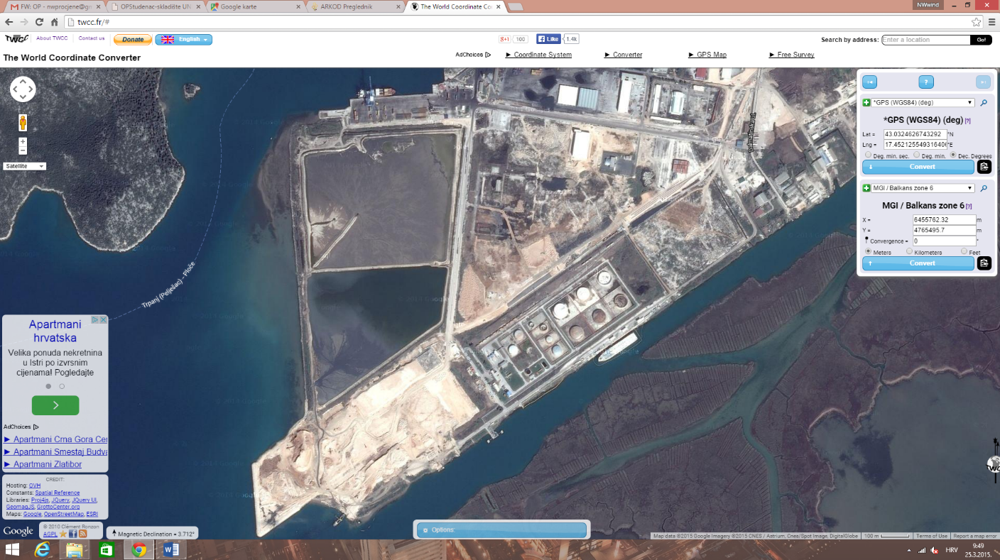 FW: OP - nwprocjene@gm
OPStudenac-skladište UN
Google karte
ARKOD Preglednik
The World Coordinate Co
NWwind
twcc.fr/#
TWCC
About TWCC
Contact us
Donate
English
g+1 100
Like 1.4k
Search by address:
Enter a location
Go!
The World Coordinate Converter
AdChoices
► Coordinate System
► Converter
► GPS Map
► Free Survey
Satellite
Trpanj (Pelješac) - Ploče
Dalmatinska ul.
?
*GPS (WGS84) (deg)
*GPS (WGS84) (deg) [?]
Lat = 43.0324626743292 °N
Lng = 17.4521255493164 °E
Deg. min. sec. Deg. min. Dec. Degrees
Convert
MGI / Balkans zone 6
MGI / Balkans zone 6 [?]
X = 6455762.32 m
Y = 4765495.7 m
Convergence = 0 °
Meters Kilometers Feet
Convert
Apartmani
hrvatska
Velika ponuda nekretnina
u Istri po izvrsnim
cijenama! Pogledajte
AdChoices
► Apartmani Crna Gora Cer
► Apartmani Smestaj Budva
► Apartmani Zlatibor
CREDIT:
Hosting: OVH
Constants: Spatial Reference
Libraries: Proj4js, JQuery, JQuery UI,
GeomagJS, GrottoCenter.org
Maps: Google, OpenStreetMap, ESRI
Google
© 2010 Clément Ronzon
AGPL
Magnetic Declination = 3.712°
Options:
Map data ©2015 Google Imagery ©2015 CNES / Astrium, Cnes/Spot Image, DigitalGlobe
100 m
Terms of Use
Report a map error
HRV
9:49
25.3.2015.